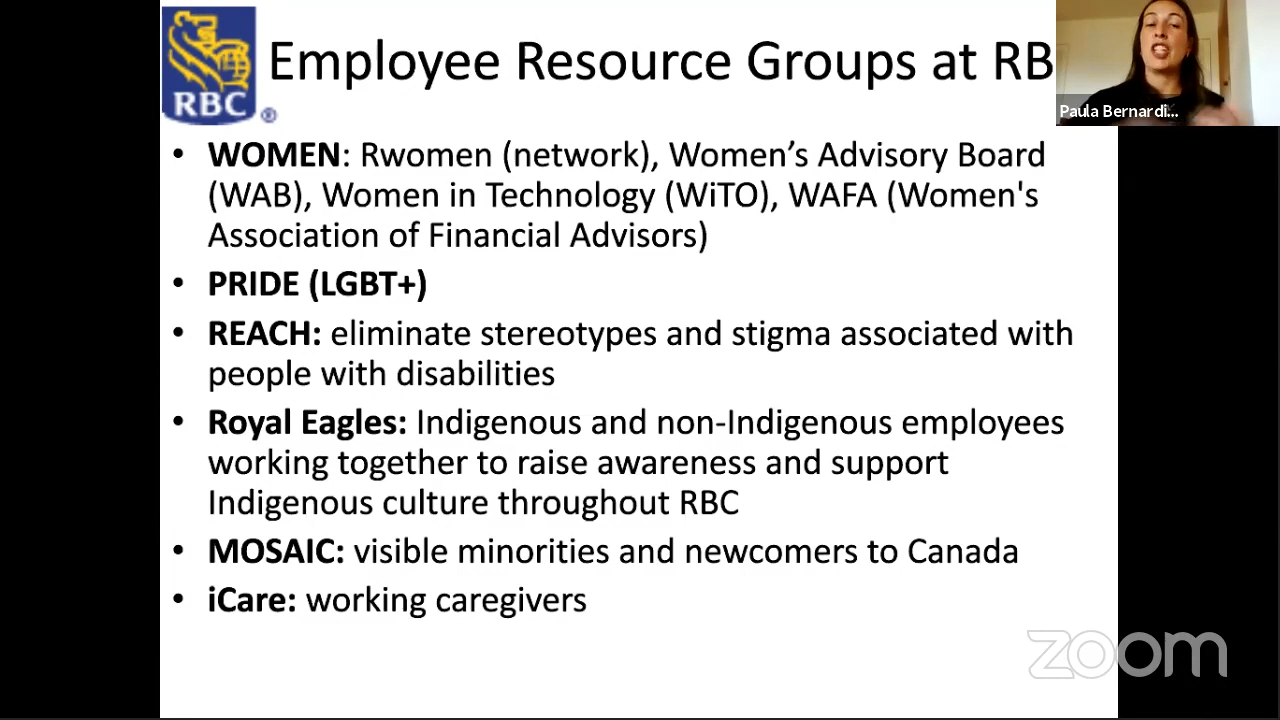 RBC
®
Employee Resource Groups at RB
Paula Bernardi...
• WOMEN: Rwomen (network), Women’s Advisory Board
(WAB), Women in Technology (WiTO), WAFA (Women's
Association of Financial Advisors)
• PRIDE (LGBT+)
• REACH: eliminate stereotypes and stigma associated with
people with disabilities
• Royal Eagles: Indigenous and non-Indigenous employees
working together to raise awareness and support
Indigenous culture throughout RBC
• MOSAIC: visible minorities and newcomers to Canada
• iCare: working caregivers
zoom